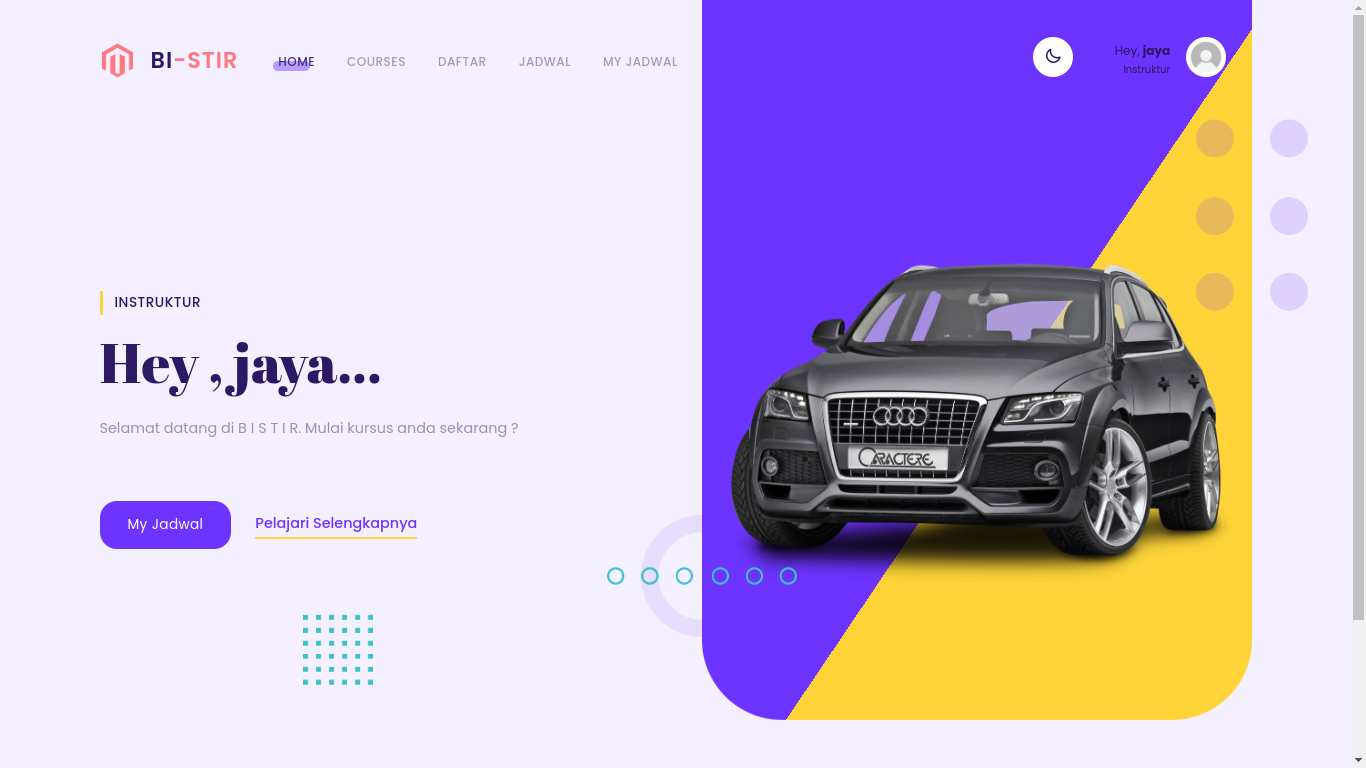 BI-STIR
HOME
COURSES
DAFTAR
JADWAL
MY JADWAL
Hey, jaya
Instruktur
INSTRUKTUR
Hey , jaya...
Selamat datang di B I S T I R. Mulai kursus anda sekarang ?
My Jadwal
Pelajari Selengkapnya
CARACTERE